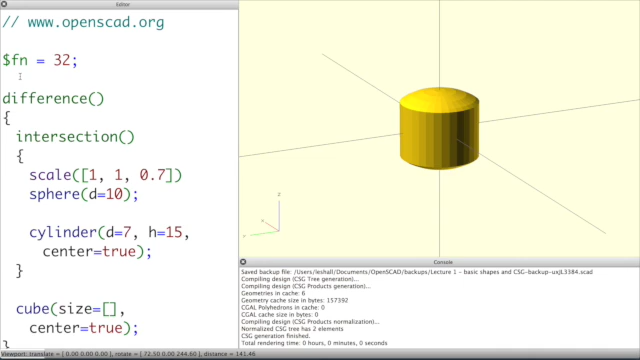 Editor
// www.openscad.org
$fn = 32;
difference()
{
intersection()
{
scale([1, 1, 0.7])
sphere(d=10);
cylinder(d=7, h=15,
center=true);
}
cube(size=[],
center=true);
}
Viewport: translate = [ 0.00 0.00 0.00 ], rotate = [ 72.50 0.00 244.60 ], distance = 141.46
z
Console
Saved backup file: /Users/leshall/Documents/OpenSCAD/backups/Lecture 1 - basic shapes and CSG-backup-uxjL3384.scad
Compiling design (CSG Tree generation)...
Compiling design (CSG Products generation)...
Geometries in cache: 6
Geometry cache size in bytes: 157392
CGAL Polyhedrons in cache: 0
CGAL cache size in bytes: 0
Compiling design (CSG Products normalization)...
Normalized CSG tree has 2 elements
CSG generation finished.
Total rendering time: 0 hours, 0 minutes, 0 seconds